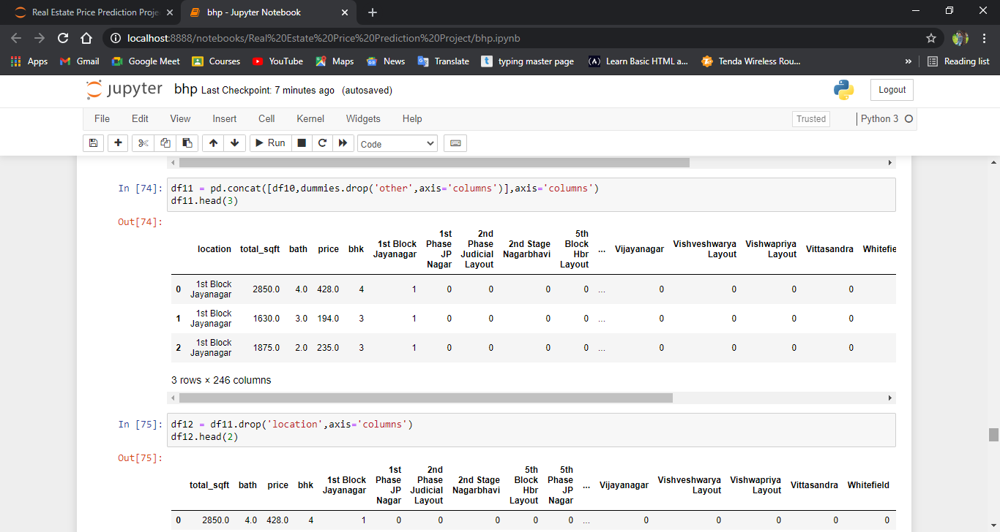 Real Estate Price Prediction Proje
bhp - Jupyter Notebook
localhost:8888/notebooks/Real%20Estate%20Price%20Prediction%20Project/bhp.ipynb
Apps Gmail Google Meet Courses YouTube Maps News Translate typing master page Learn Basic HTML a... Tenda Wireless Rou... » Reading list
jupyter bhp Last Checkpoint: 7 minutes ago (autosaved) Logout
File Edit View Insert Cell Kernel Widgets Help Trusted Python 3
Run Code
In [74]: df11 = pd.concat([df10,dummies.drop('other',axis='columns')],axis='columns')
df11.head(3)
Out[74]:
location total_sqft bath price bhk 1st Block Jayanagar 1st Phase JP Nagar 2nd Phase Judicial Layout 2nd Stage Nagarbhavi 5th Block Hbr Layout ... Vijayanagar Vishveshwarya Layout Vishwapriya Layout Vittasandra Whitefie
0 1st Block Jayanagar 2850.0 4.0 428.0 4 1 0 0 0 0 ... 0 0 0 0
1 1st Block Jayanagar 1630.0 3.0 194.0 3 1 0 0 0 0 ... 0 0 0 0
2 1st Block Jayanagar 1875.0 2.0 235.0 3 1 0 0 0 0 ... 0 0 0 0
3 rows × 246 columns
In [75]: df12 = df11.drop('location',axis='columns')
df12.head(2)
Out[75]:
total_sqft bath price bhk 1st Block Jayanagar 1st Phase JP Nagar 2nd Phase Judicial Layout 2nd Stage Nagarbhavi 5th Block Hbr Layout 5th Phase JP Nagar ... Vijayanagar Vishveshwarya Layout Vishwapriya Layout Vittasandra Whitefield
0 2850.0 4.0 428.0 4 1 0 0 0 0 0 ... 0 0 0 0 0